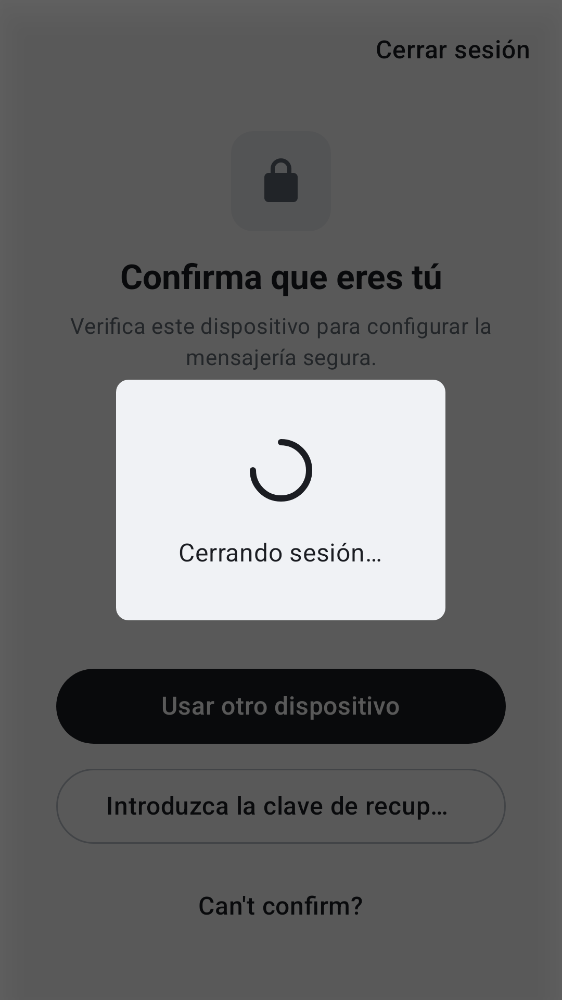 Cerrar sesión
Confirma que eres tú
Verifica este dispositivo para configurar la
mensajería segura.
Cerrando sesión…
Usar otro dispositivo
Introduzca la clave de recup…
Can't confirm?